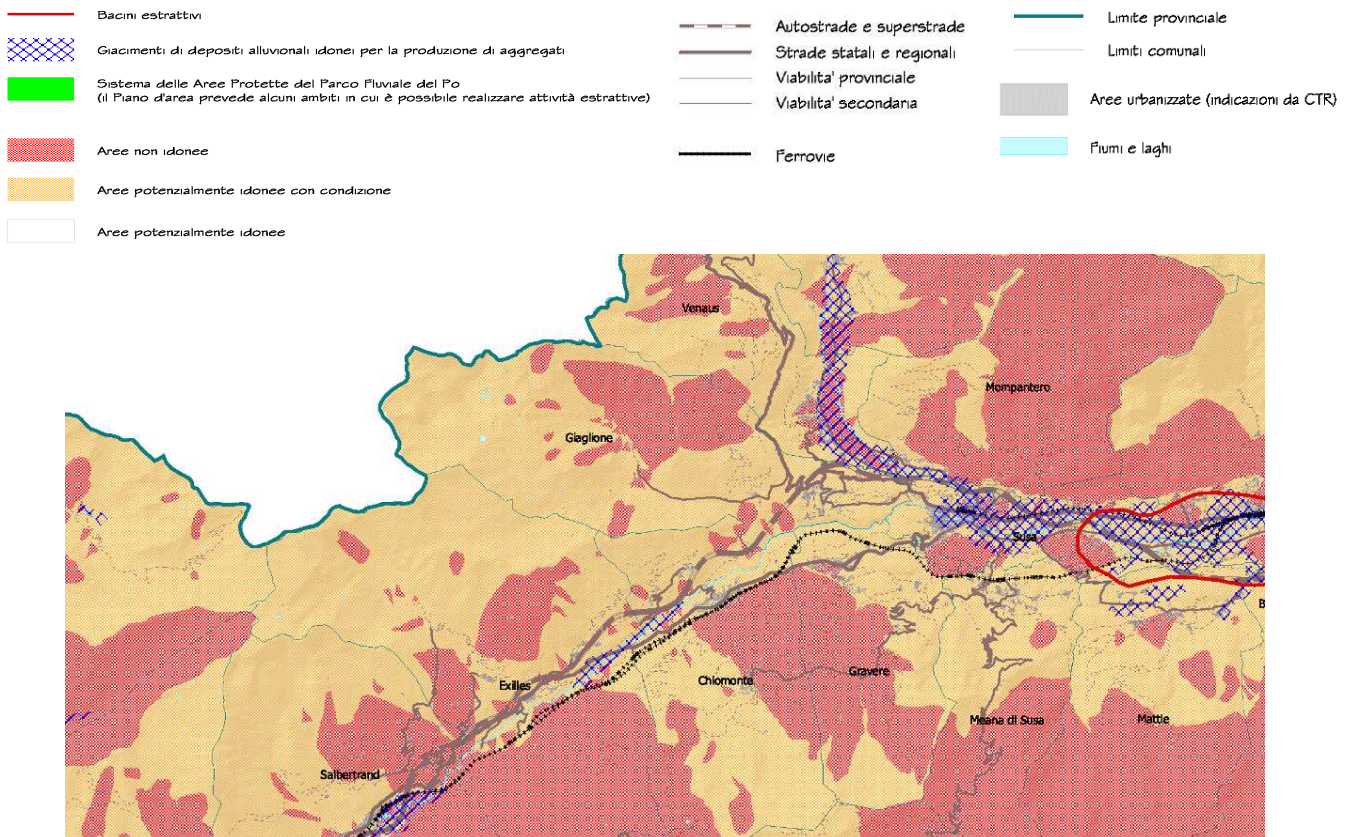 Bacini estrattivi
Giacimenti di depositi alluvionali idonei per la produzione di aggregati
Sistema delle Aree Protette del Parco Fluviale del Po
(il Piano d'area prevede alcuni ambiti in cui è possibile realizzare attività estrattive)
Aree non idonee
Aree potenzialmente idonee con condizione
Aree potenzialmente idonee
Autostrade e superstrade
Strade statali e regionali
Viabilita' provinciale
Viabilita' secondaria
Ferrovie
Limite provinciale
Limiti comunali
Aree urbanizzate (indicazioni da CTR)
Fiumi e laghi
Venaus
Mompantero
Giaglione
Susa
B
Exilles
Chiomonte
Gravere
Meana di Susa
Mattie
Salbertrand